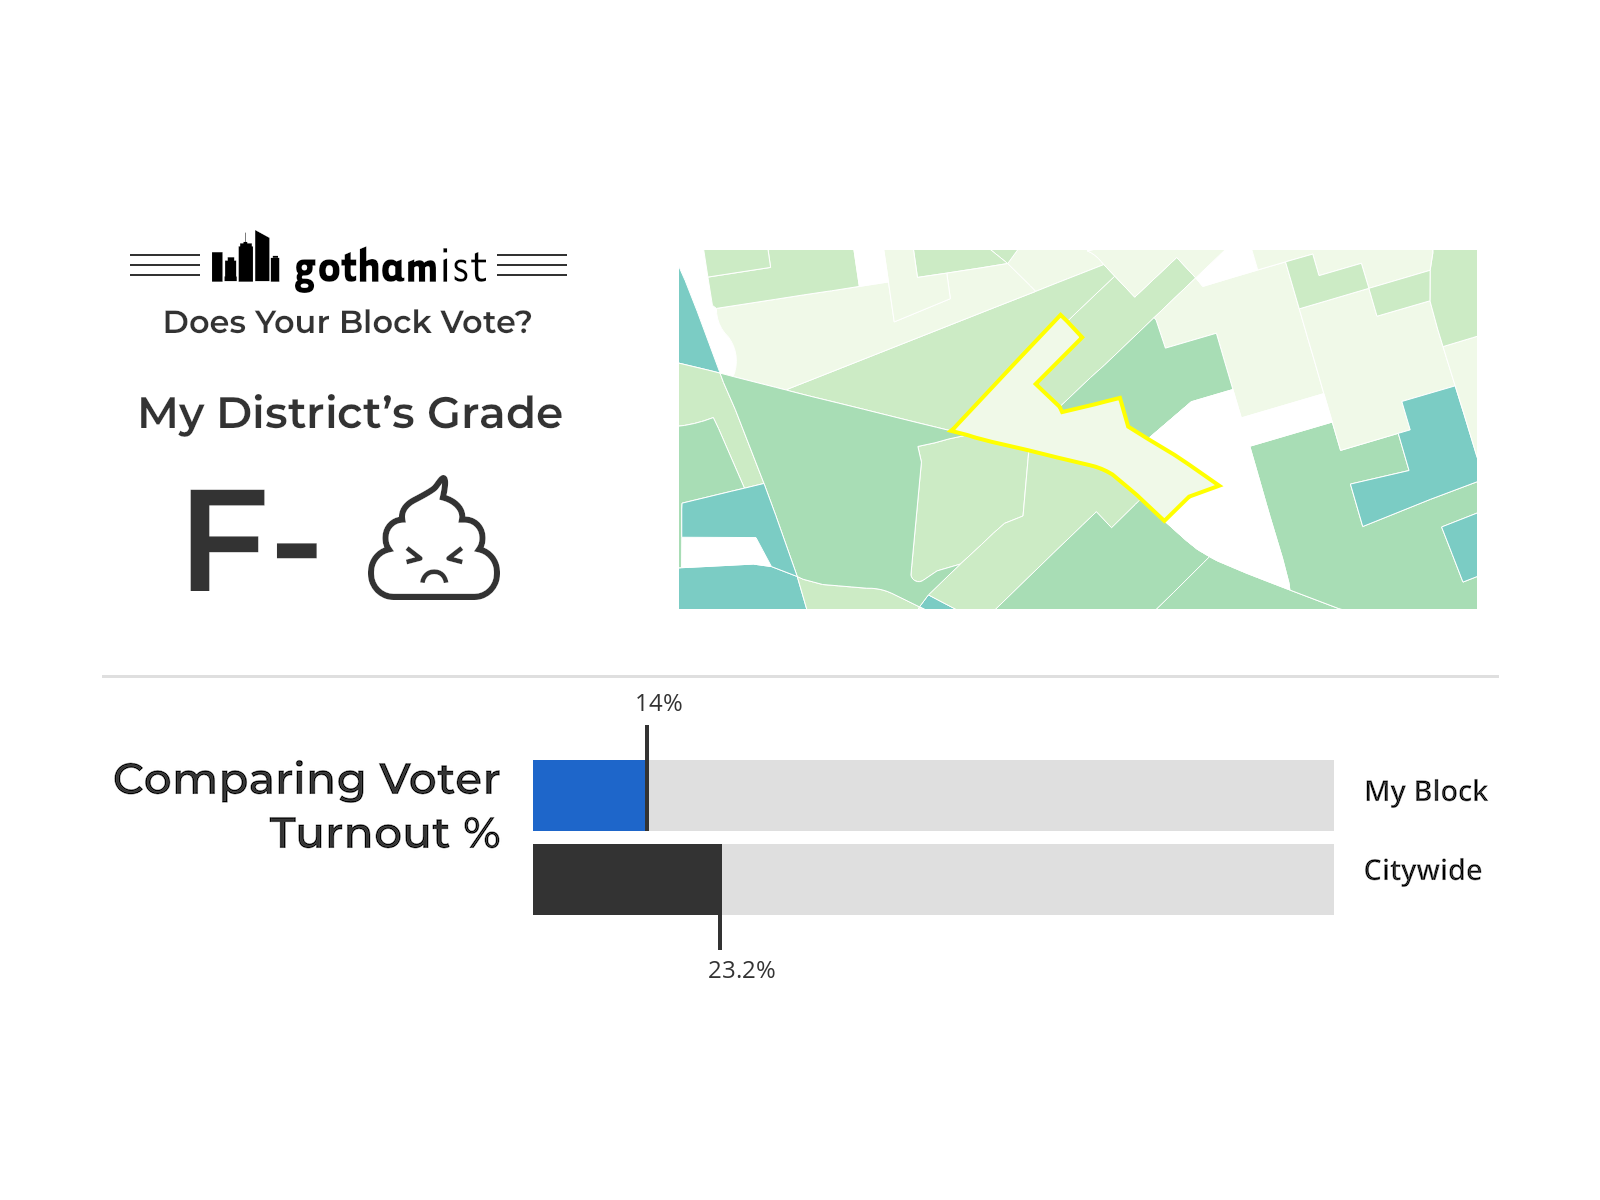 gothamist
Does Your Block Vote?
My District’s Grade
F-
14%
Comparing Voter
Turnout %
My Block
Citywide
23.2%